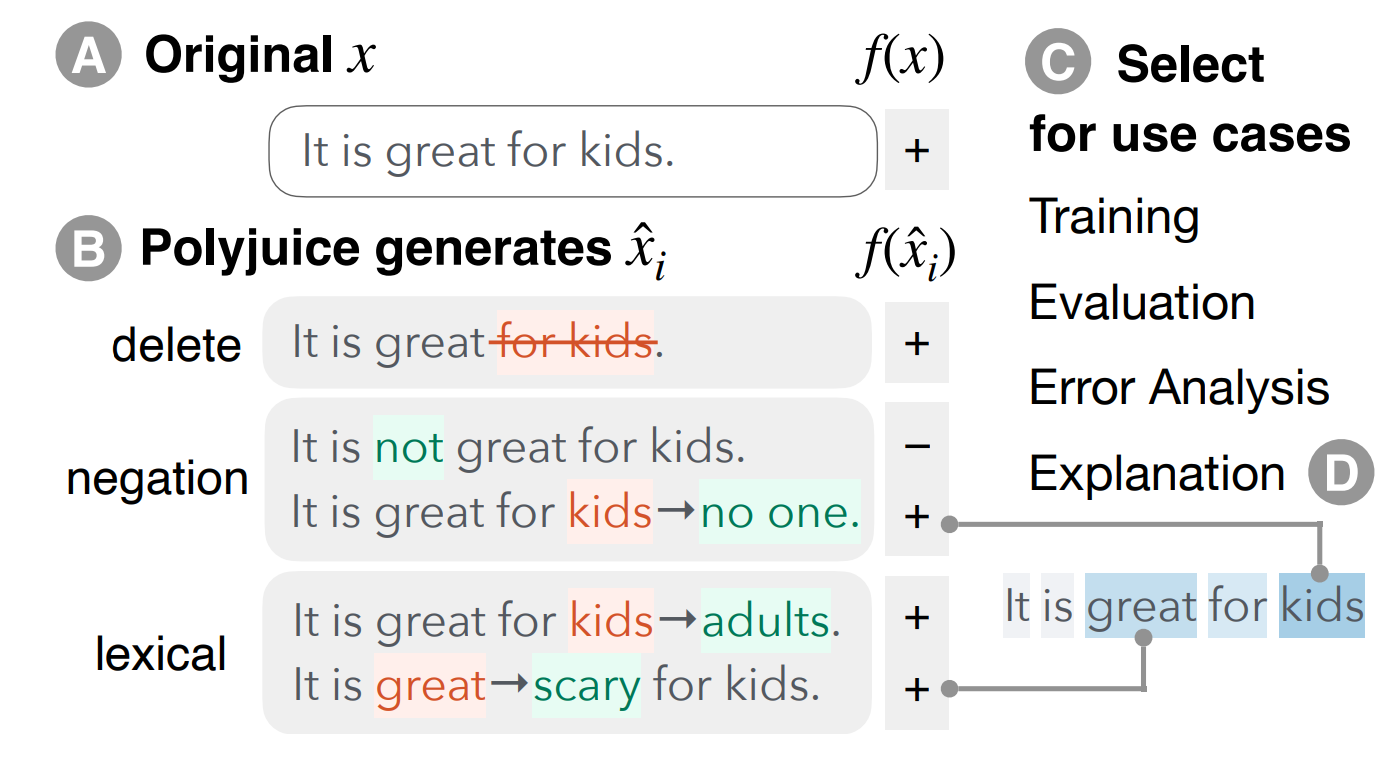 A Original x f(x)
It is great for kids. +
B Polyjuice generates x̂ᵢ f(x̂ᵢ)
delete It is great for kids. +
negation
It is not great for kids. −
It is great for kids→no one. +
lexical
It is great for kids→adults. +
It is great→scary for kids. +
C Select
for use cases
Training
Evaluation
Error Analysis
Explanation D
It is great for kids